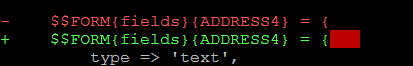 -     $$FORM{fields}{ADDRESS4} = {
+     $$FORM{fields}{ADDRESS4} = {
          type => 'text',